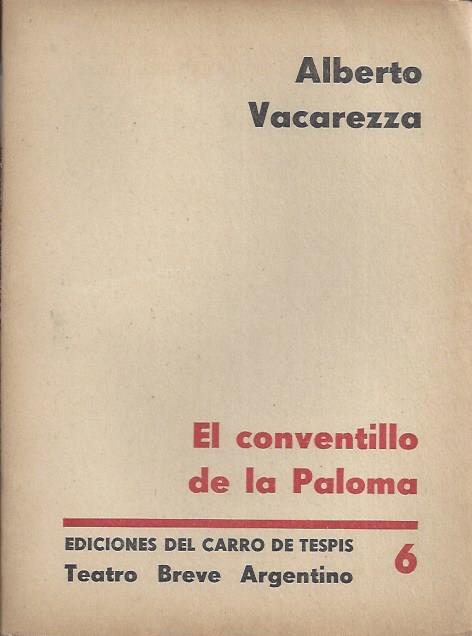 Alberto
Vacarezza
El conventillo
de la Paloma
EDICIONES DEL CARRO DE TESPIS
Teatro Breve Argentino
6